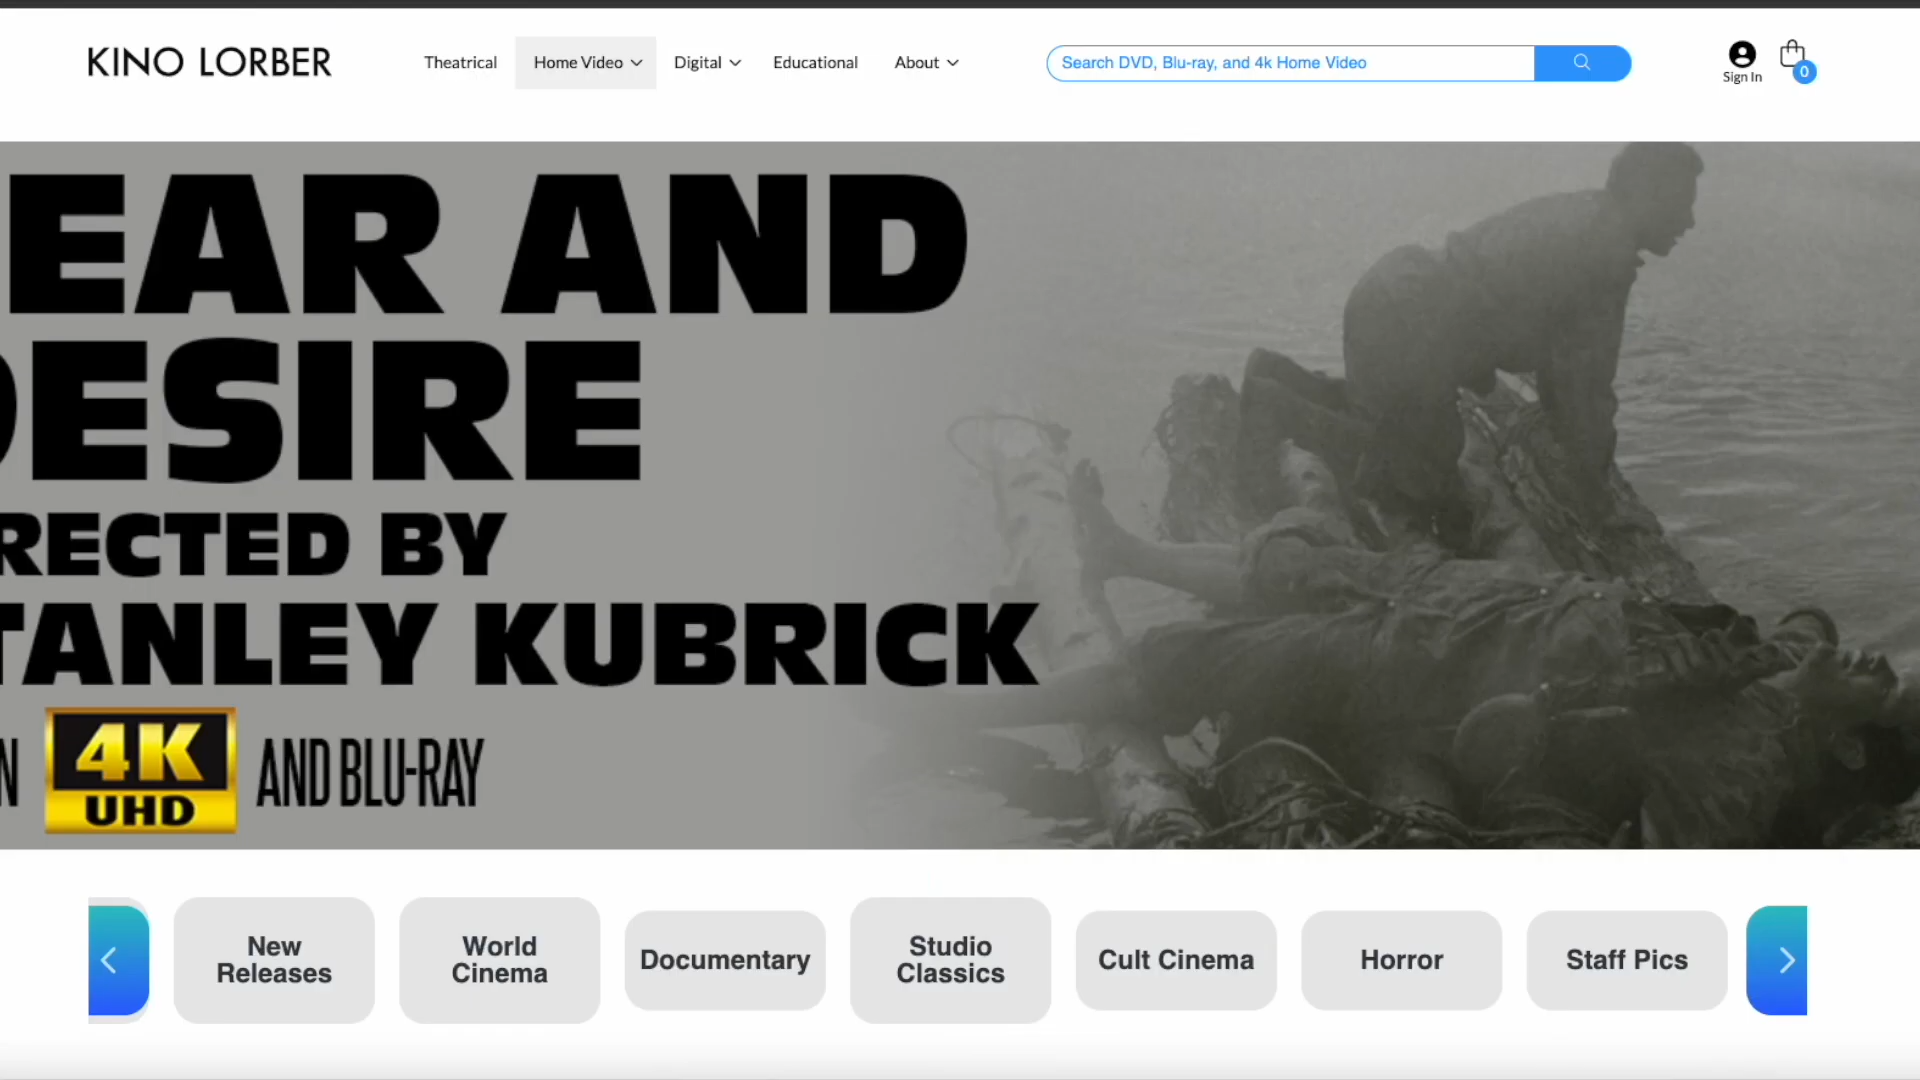 KINO LORBER
Theatrical
Home Video
Digital
Educational
About
Search DVD, Blu-ray, and 4k Home Video
Sign In
0
EAR AND
DESIRE
RECTED BY
TANLEY KUBRICK
N 4K UHD AND BLU-RAY
New
Releases
World
Cinema
Documentary
Studio
Classics
Cult Cinema
Horror
Staff Pics